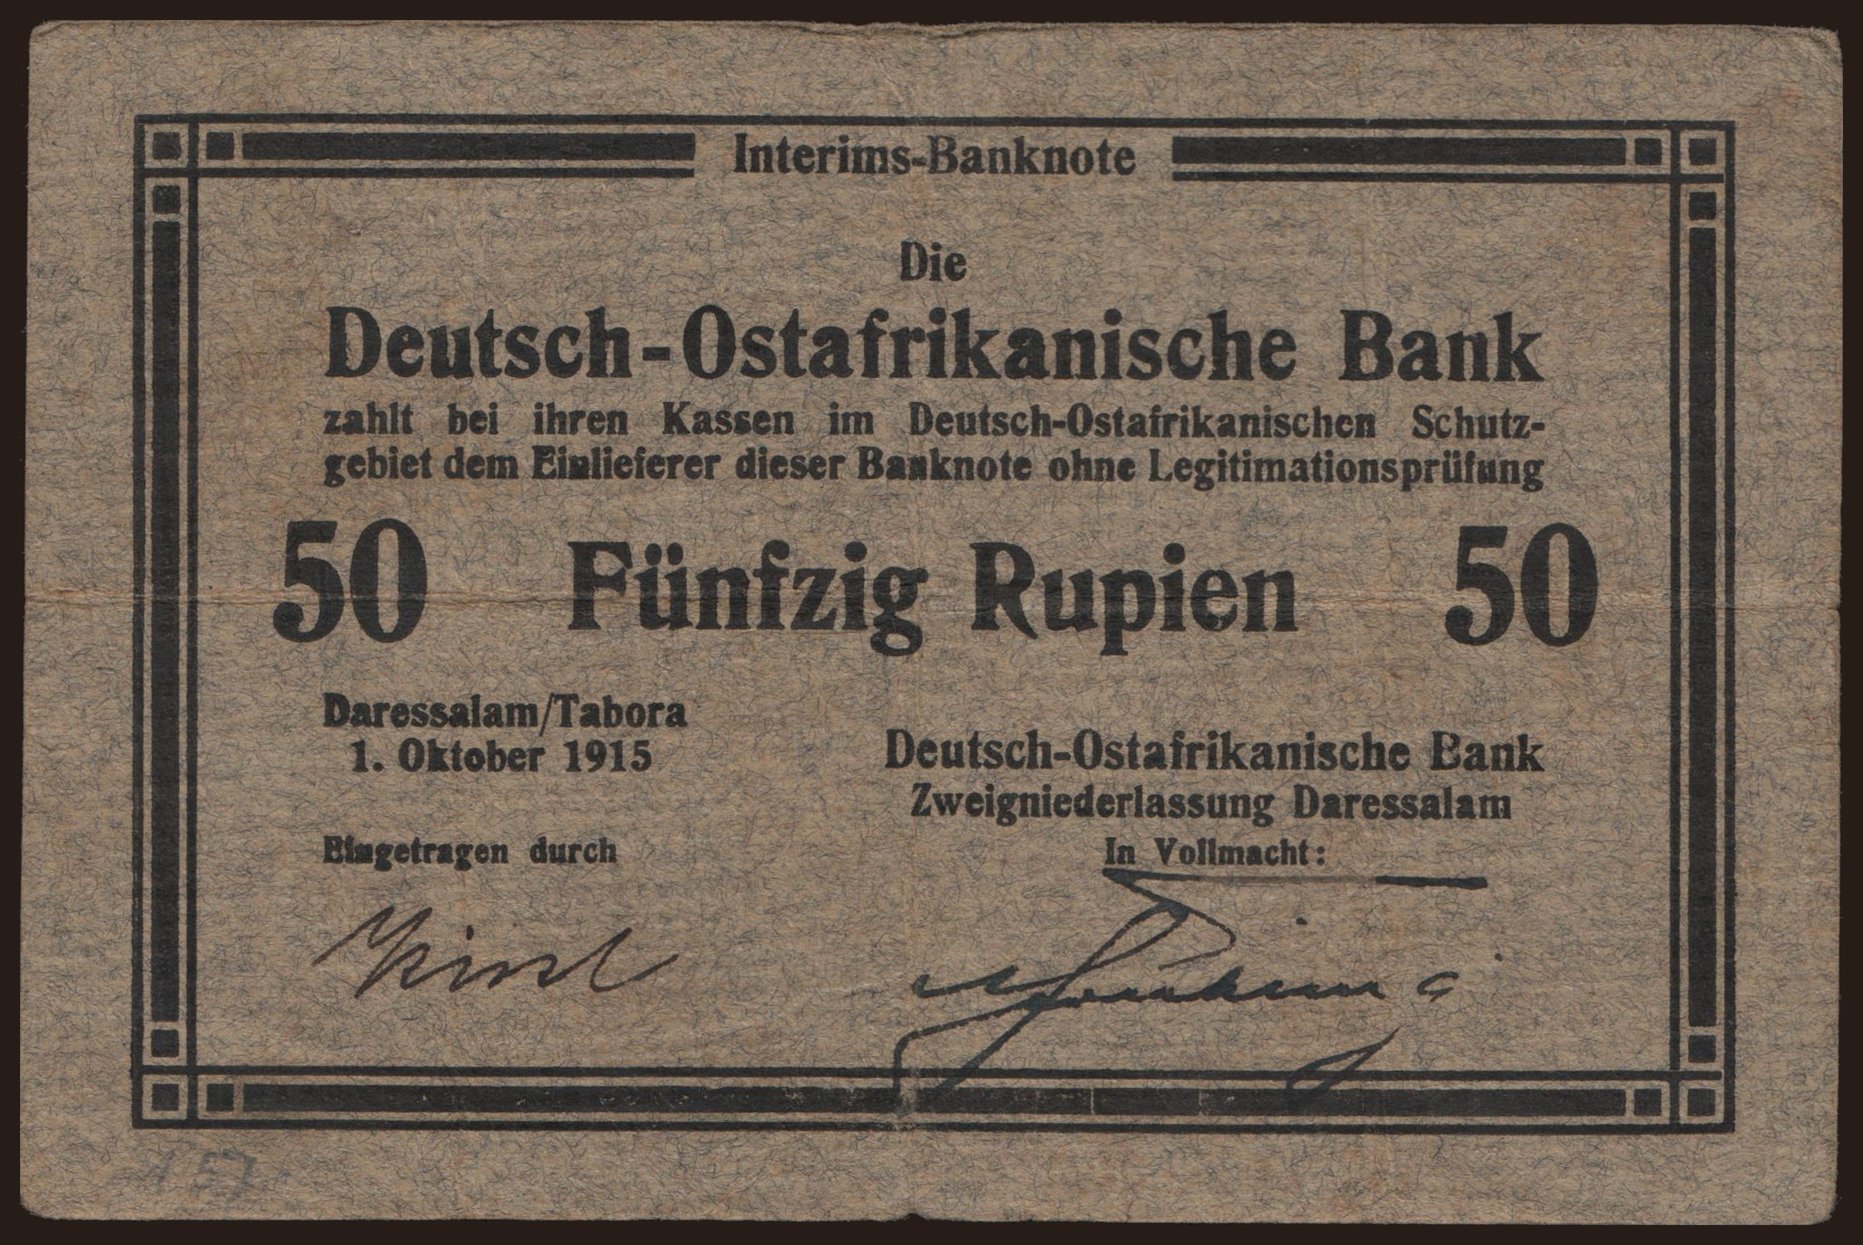 Interims-Banknote
Die
Deutsch-Ostafrikanische Bank
zahlt bei ihren Kassen im Deutsch-Ostafrikanischen Schutz-
gebiet dem Einlieferer dieser Banknote ohne Legitimationsprüfung
50 Fünfzig Rupien 50
Daressalam/Tabora
1. Oktober 1915
Deutsch-Ostafrikanische Bank
Zweigniederlassung Daressalam
Eingetragen durch
In Vollmacht: